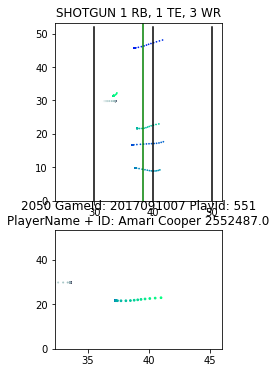 SHOTGUN 1 RB, 1 TE, 3 WR
50
40
30
20
10
0
30 40 50
2050 GameId: 2017091007 PlayId: 551
PlayerName + ID: Amari Cooper 2552487.0
40
20
0
35 40 45